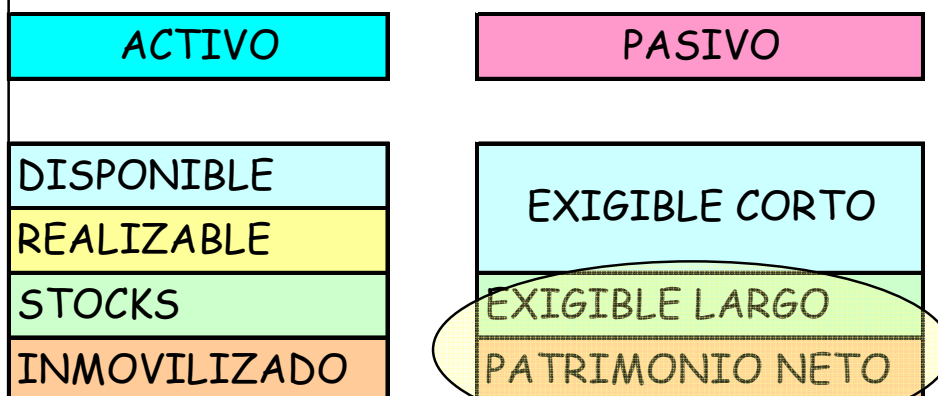 ACTIVO
PASIVO
DISPONIBLE
REALIZABLE
STOCKS
INMOVILIZADO
EXIGIBLE CORTO
EXIGIBLE LARGO
PATRIMONIO NETO